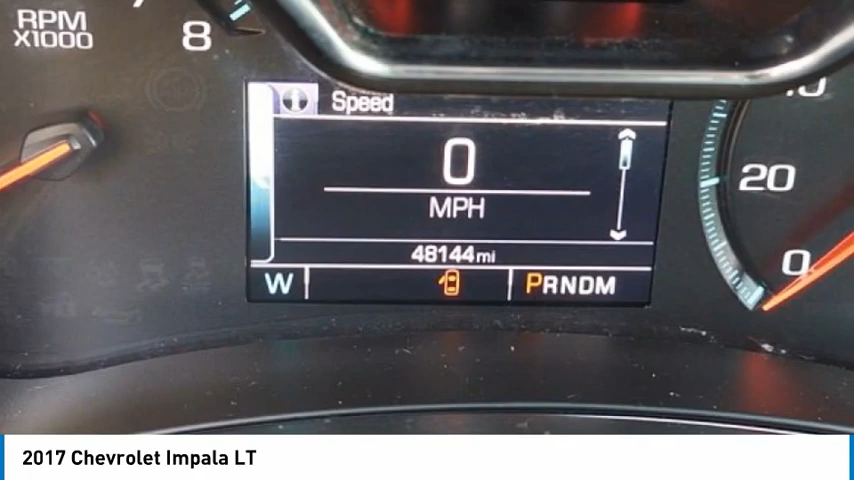 RPM
X1000
8
Speed
0
MPH
48144 mi
W
PRNDM
20
0
2017 Chevrolet Impala LT